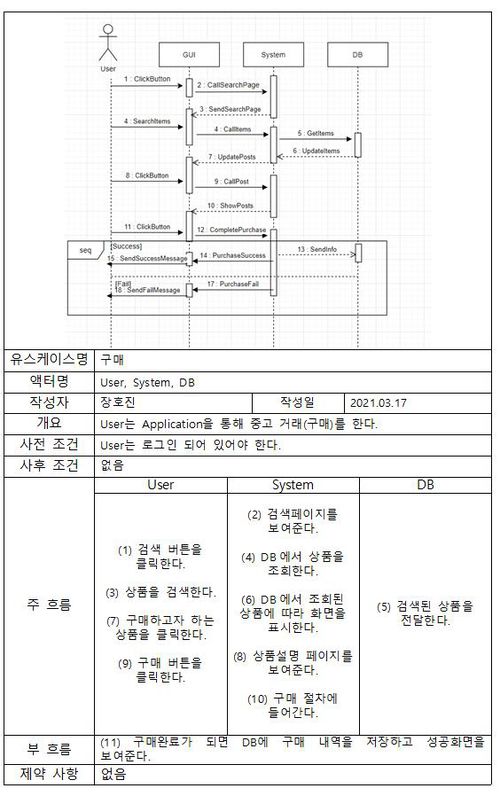 User
GUI
System
DB
1 : ClickButton
2 : CallSearchPage
3 : SendSearchPage
4 : SearchItems
4 : CallItems
5 : GetItems
6 : UpdateItems
7 : UpdatePosts
8 : ClickButton
9 : CallPost
10 : ShowPosts
11 : ClickButton
12 : CompletePurchase
seq
[Success]
13 : SendInfo
14 : PurchaseSuccess
15 : SendSuccessMessage
[Fail]
17 : PurchaseFail
18 : SendFailMessage
유스케이스명 구매
액터명 User, System, DB
작성자 장호진 작성일 2021.03.17
개요 User는 Application을 통해 중고 거래(구매)를 한다.
사전 조건 User는 로그인 되어 있어야 한다.
사후 조건 없음
주 흐름
User
(1) 검색 버튼을
클릭한다.
(3) 상품을 검색한다.
(7) 구매하고자 하는
상품을 클릭한다.
(9) 구매 버튼을
클릭한다.
System
(2) 검색페이지를
보여준다.
(4) DB에서 상품을
조회한다.
(6) DB에서 조회된
상품에 따라 화면을
표시한다.
(8) 상품설명 페이지를
보여준다.
(10) 구매 절차에
들어간다.
DB
(5) 검색된 상품을
전달한다.
부 흐름
(11) 구매완료가 되면 DB에 구매 내역을 저장하고 성공화면을
보여준다.
제약 사항 없음